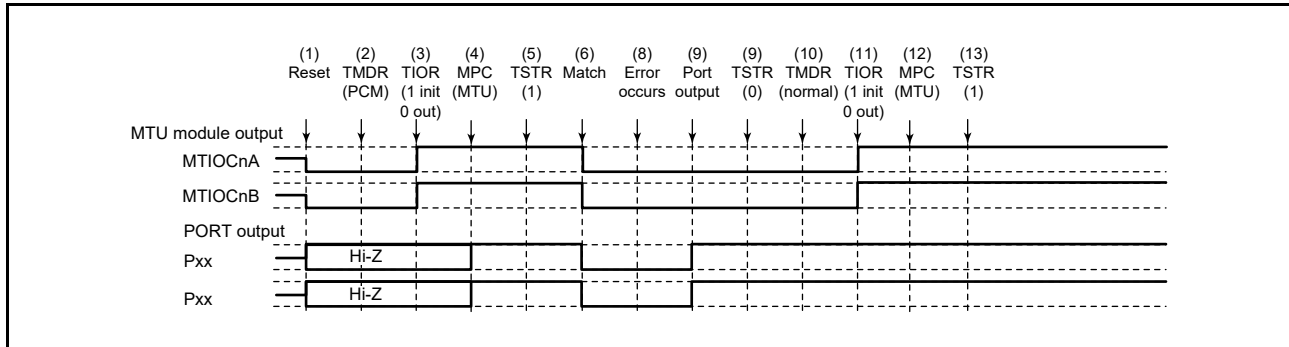 (1) (2) (3) (4) (5) (6) (8) (9) (9) (10) (11) (12) (13)
Reset TMDR TIOR MPC TSTR Match Error Port TSTR TMDR TIOR MPC TSTR
(PCM) (1 init (MTU) (1) occurs output (0) (normal) (1 init (MTU) (1)
0 out) 0 out)
MTU module output
MTIOCnA
MTIOCnB
PORT output
Pxx Hi-Z
Pxx Hi-Z